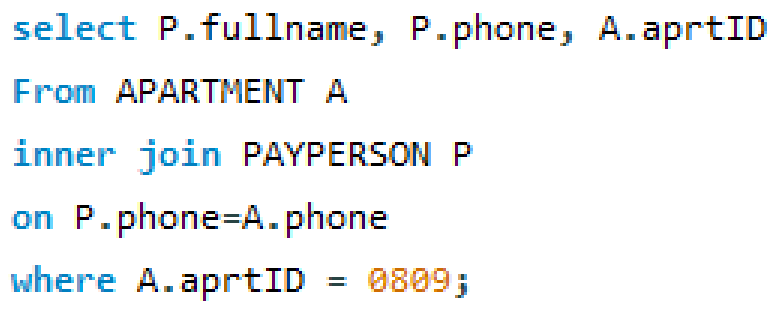 select P.fullname, P.phone, A.aprtID
From APARTMENT A
inner join PAYPERSON P
on P.phone=A.phone
where A.aprtID = 0809;